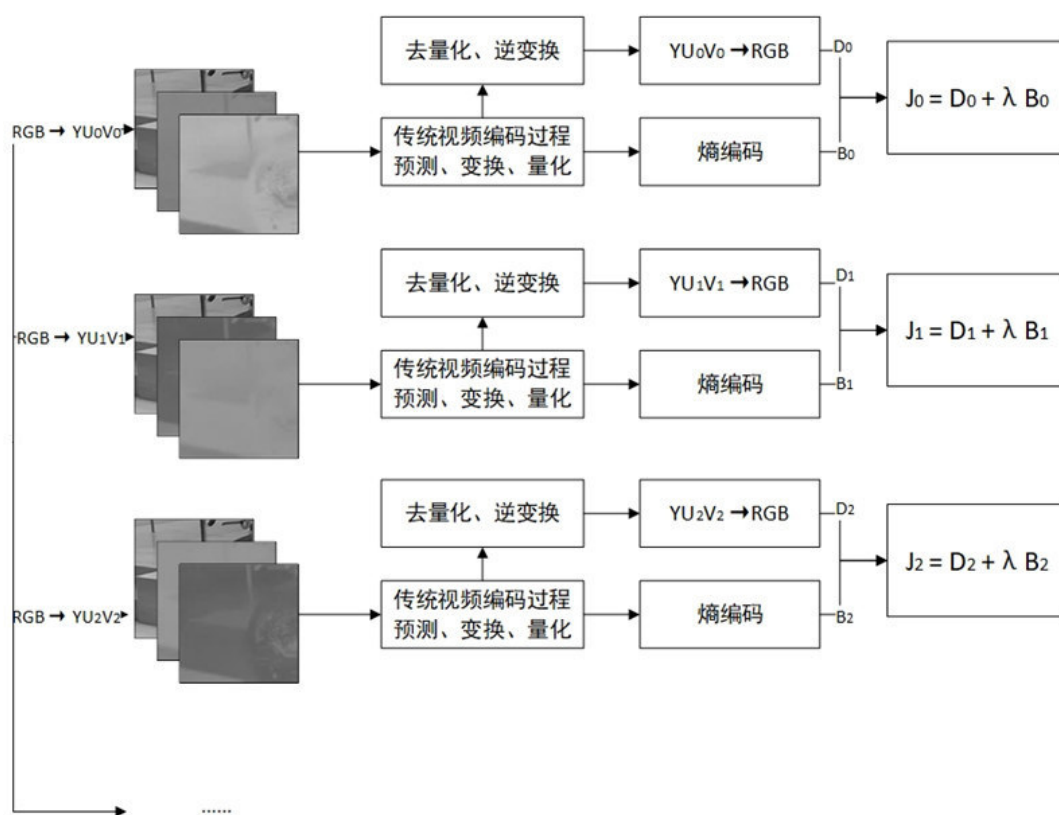 去量化、逆变换
YU₀V₀→RGB
D₀
J₀ = D₀ + λ B₀
RGB → YU₀V₀
传统视频编码过程
预测、变换、量化
熵编码
B₀
去量化、逆变换
YU₁V₁→RGB
D₁
J₁ = D₁ + λ B₁
RGB → YU₁V₁
传统视频编码过程
预测、变换、量化
熵编码
B₁
去量化、逆变换
YU₂V₂→RGB
D₂
J₂ = D₂ + λ B₂
RGB → YU₂V₂
传统视频编码过程
预测、变换、量化
熵编码
B₂
......